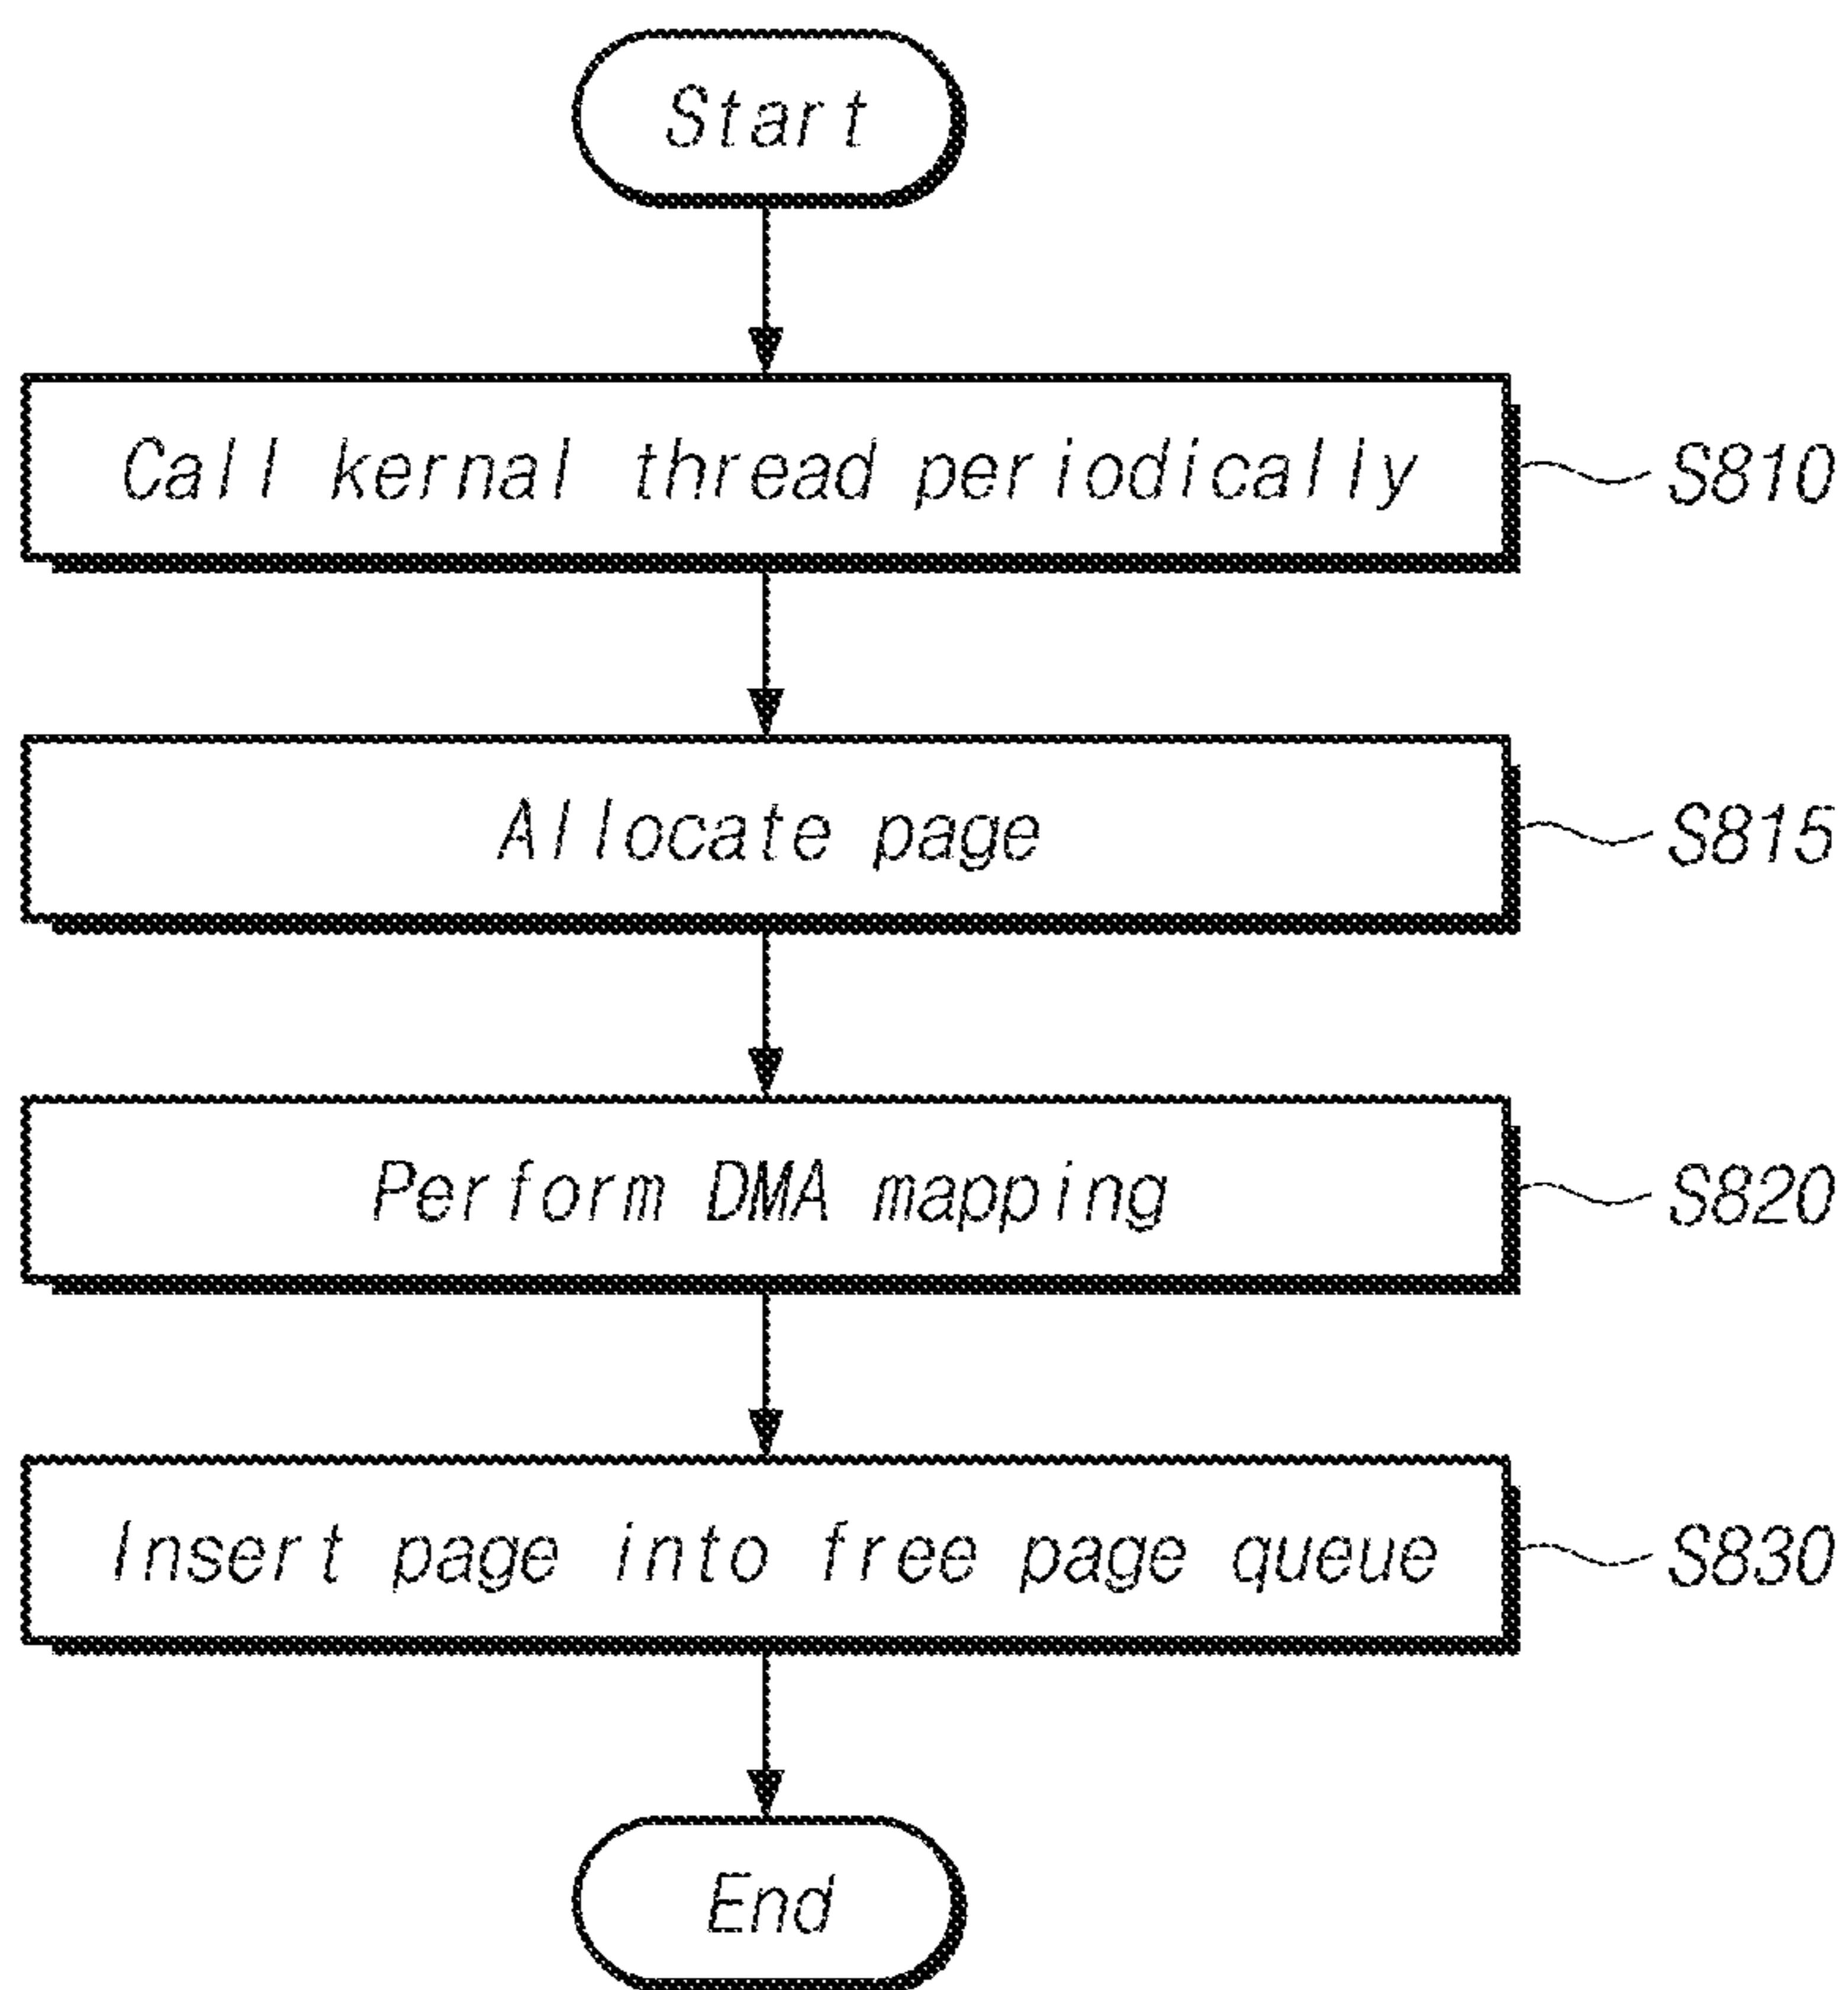 Start
Call kernal thread periodically
S810
Allocate page
S815
Perform DMA mapping
S820
Insert page into free page queue
S830
End